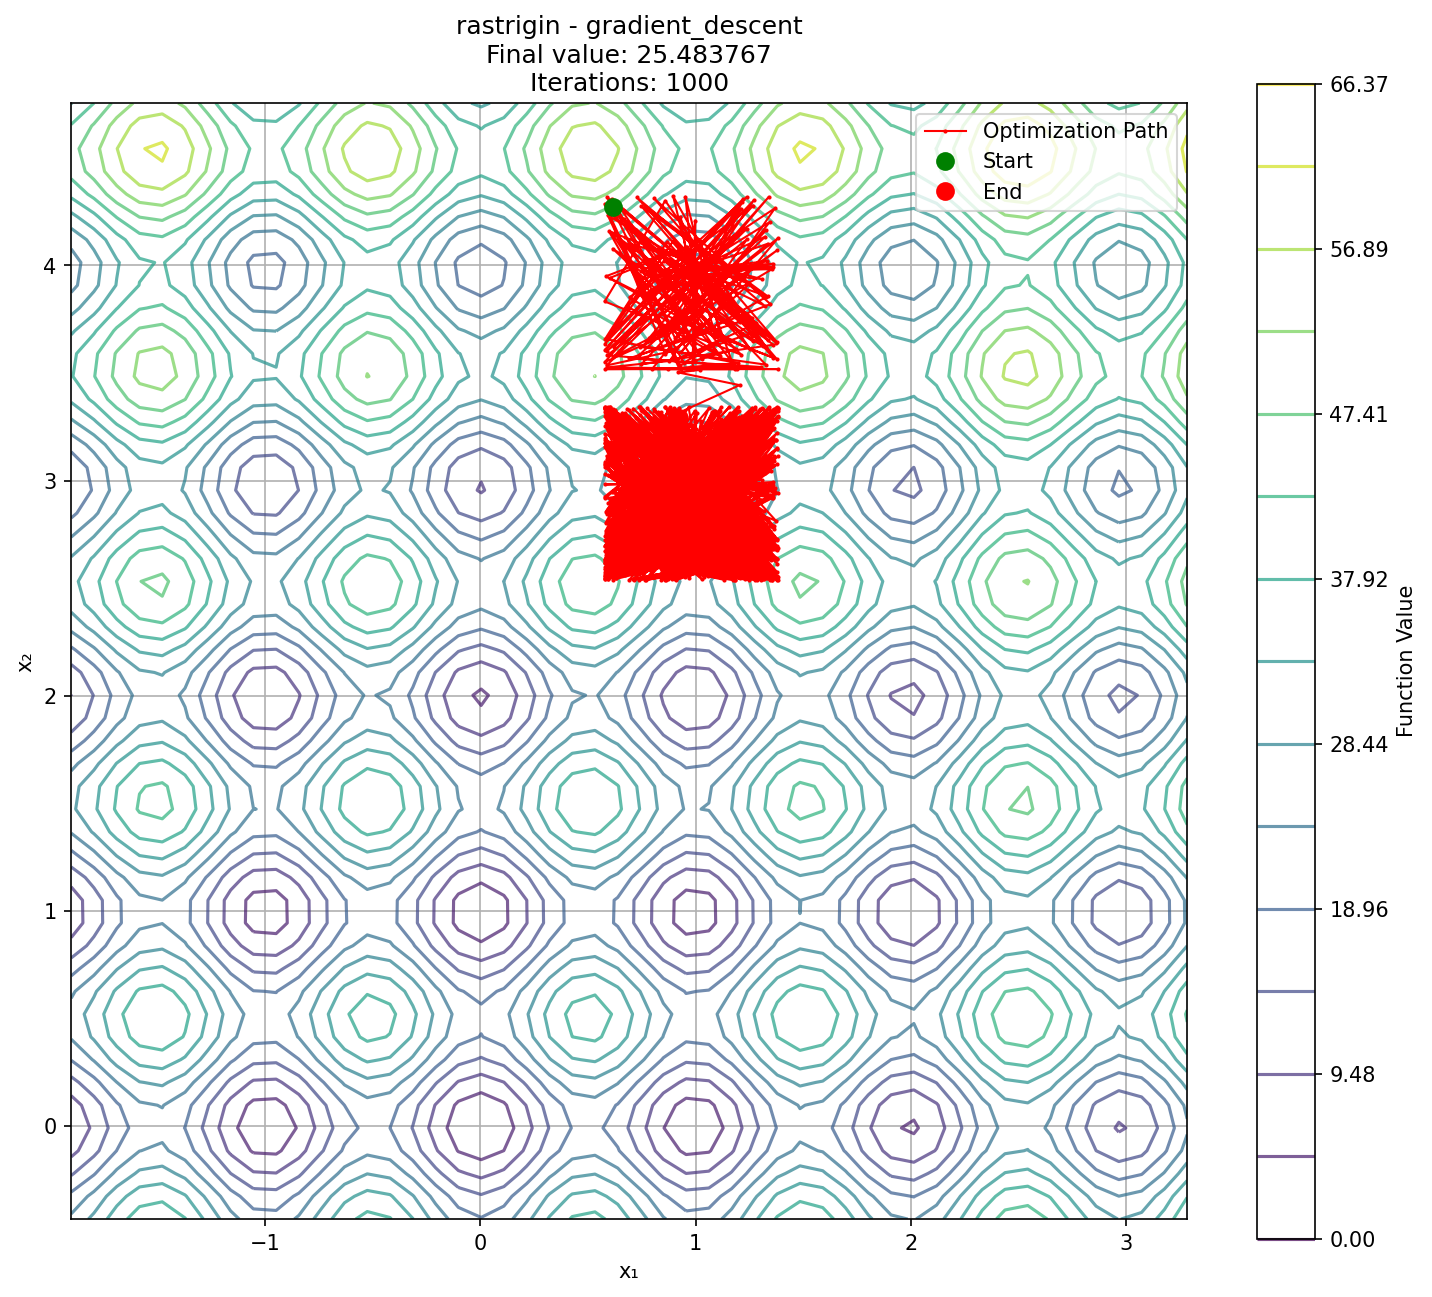 rastrigin - gradient_descent
Final value: 25.483767
Iterations: 1000
Optimization Path
Start
End
4
3
2
1
0
x₂
−1
0
1
2
3
x₁
66.37
56.89
47.41
37.92
28.44
18.96
9.48
0.00
Function Value